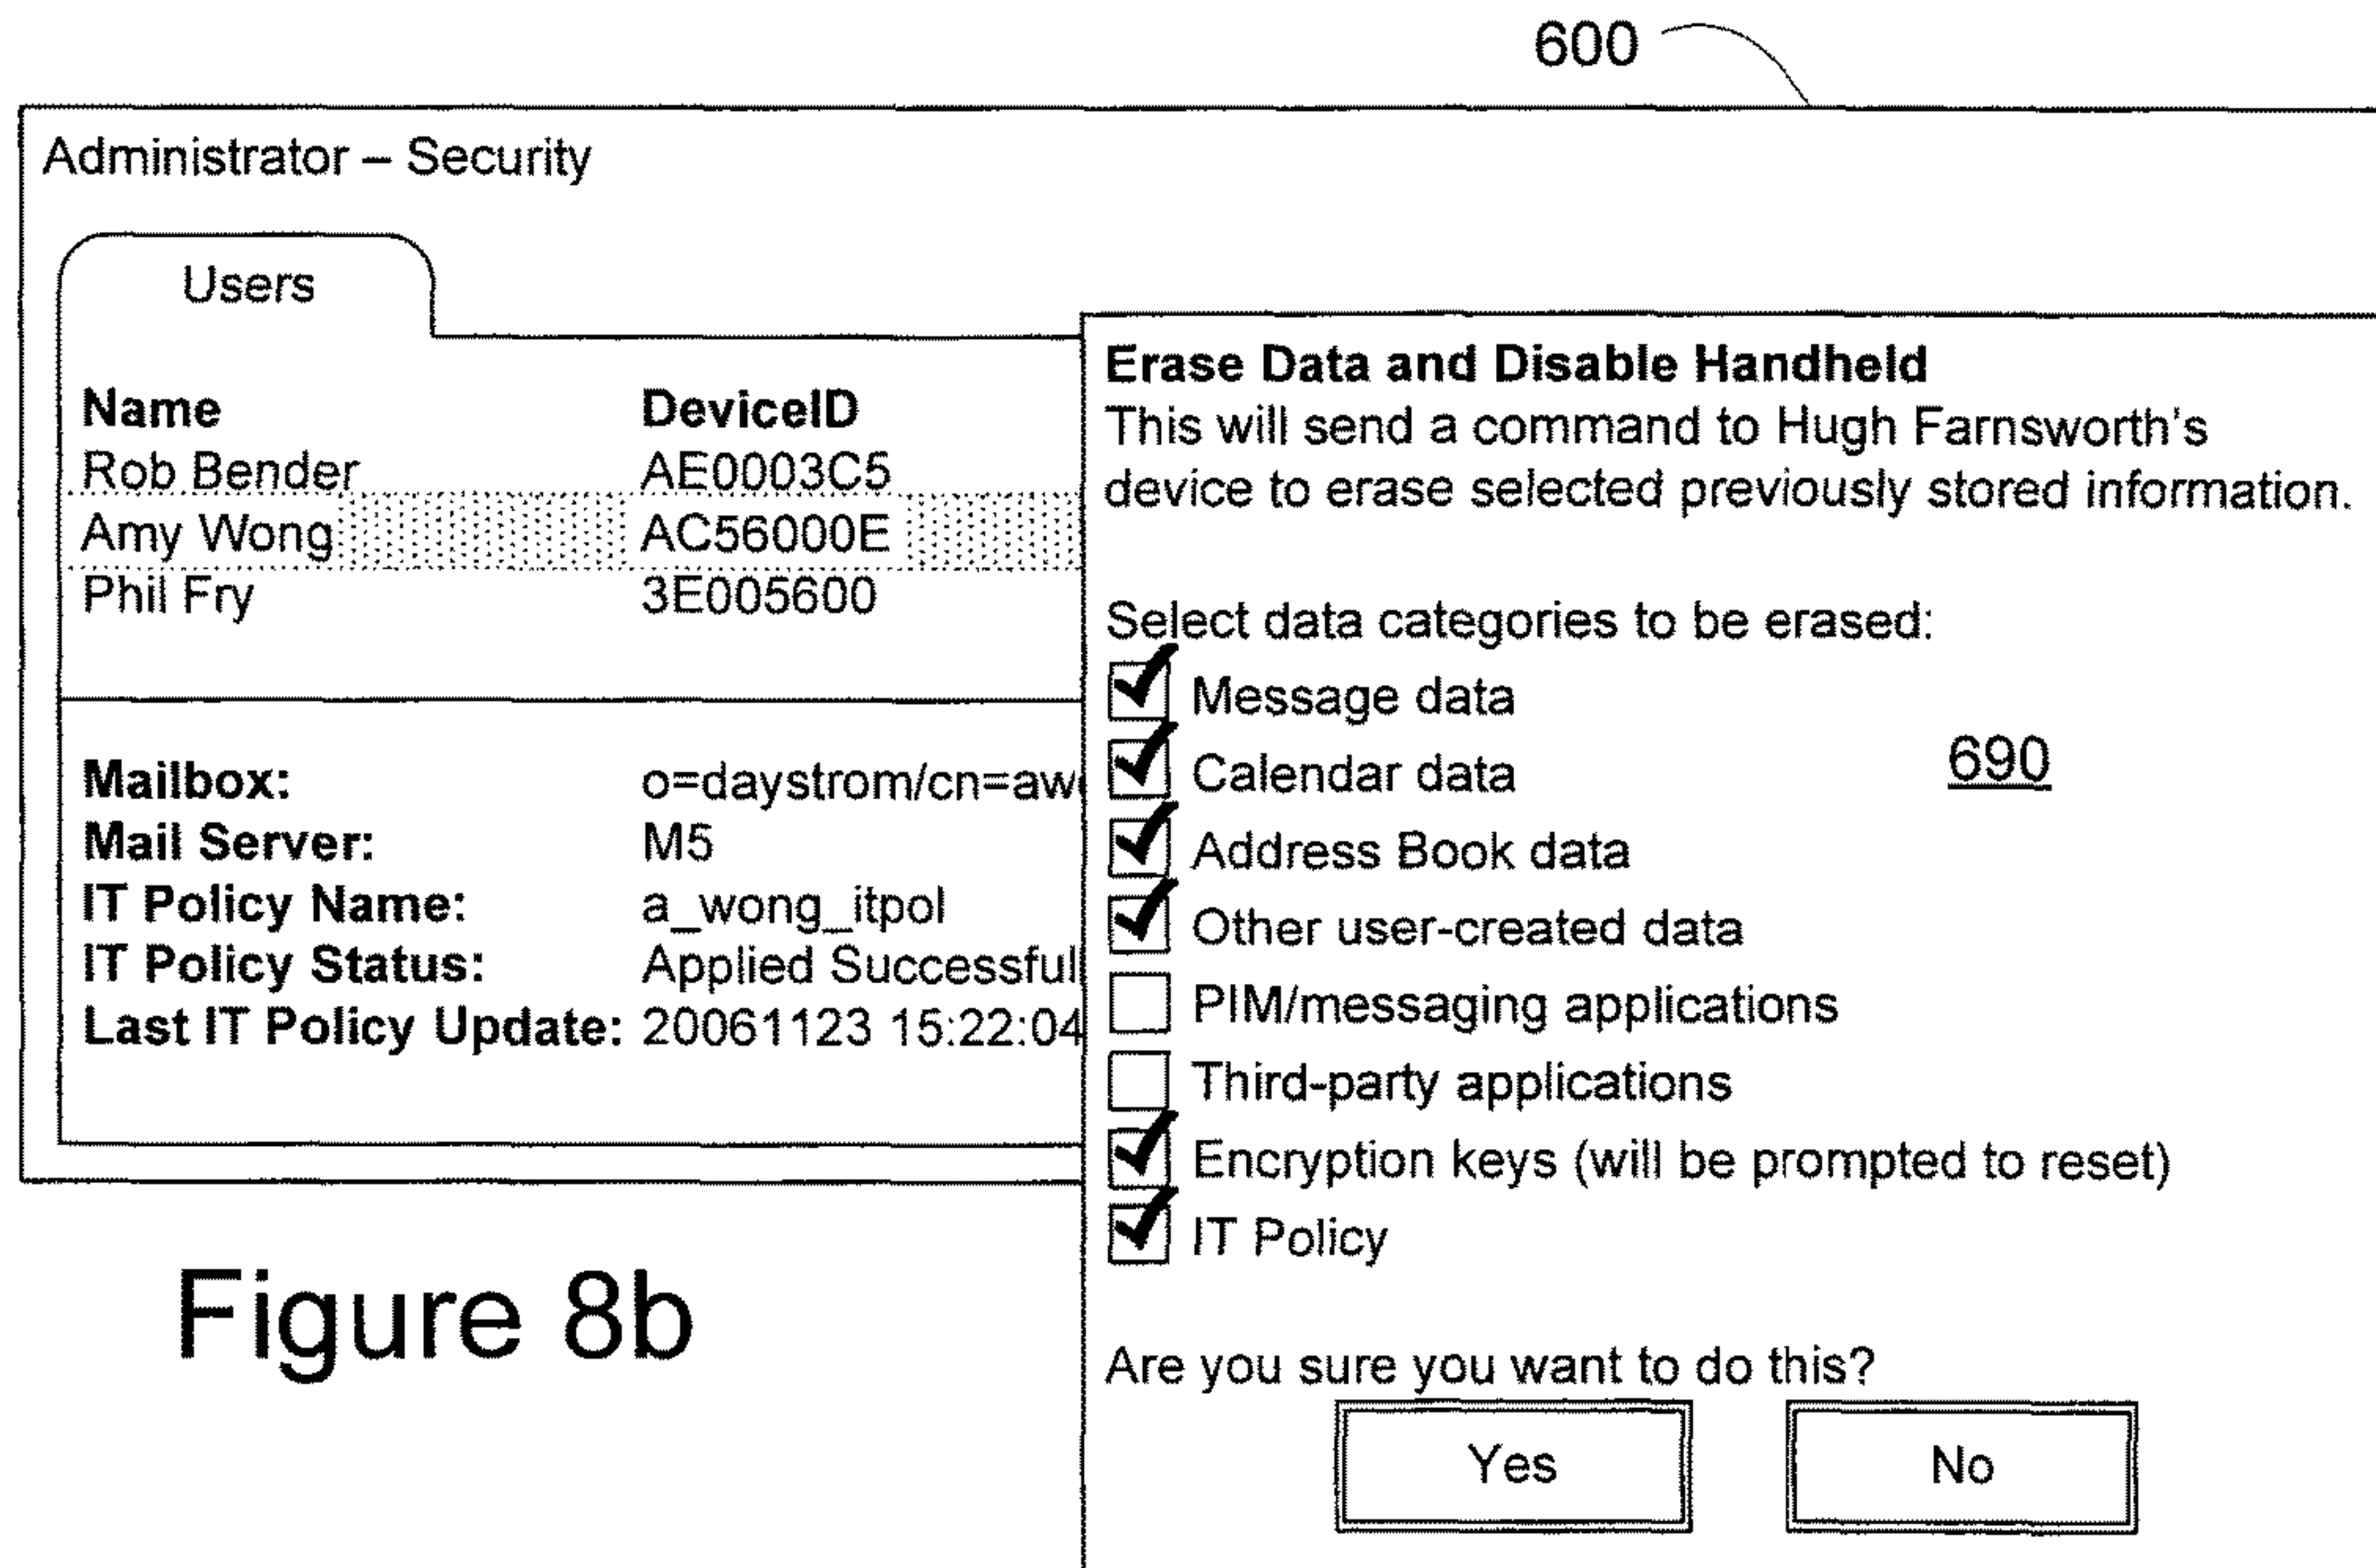 600
Administrator – Security
Users
Name DeviceID
Rob Bender AE0003C5
Amy Wong AC56000E
Phil Fry 3E005600
Mailbox: o=daystrom/cn=aw
Mail Server: M5
IT Policy Name: a_wong_itpol
IT Policy Status: Applied Successful
Last IT Policy Update: 20061123 15:22:04
Erase Data and Disable Handheld
This will send a command to Hugh Farnsworth's
device to erase selected previously stored information.
Select data categories to be erased:
Message data
Calendar data
690
Address Book data
Other user-created data
PIM/messaging applications
Third-party applications
Encryption keys (will be prompted to reset)
IT Policy
Are you sure you want to do this?
Yes No
Figure 8b